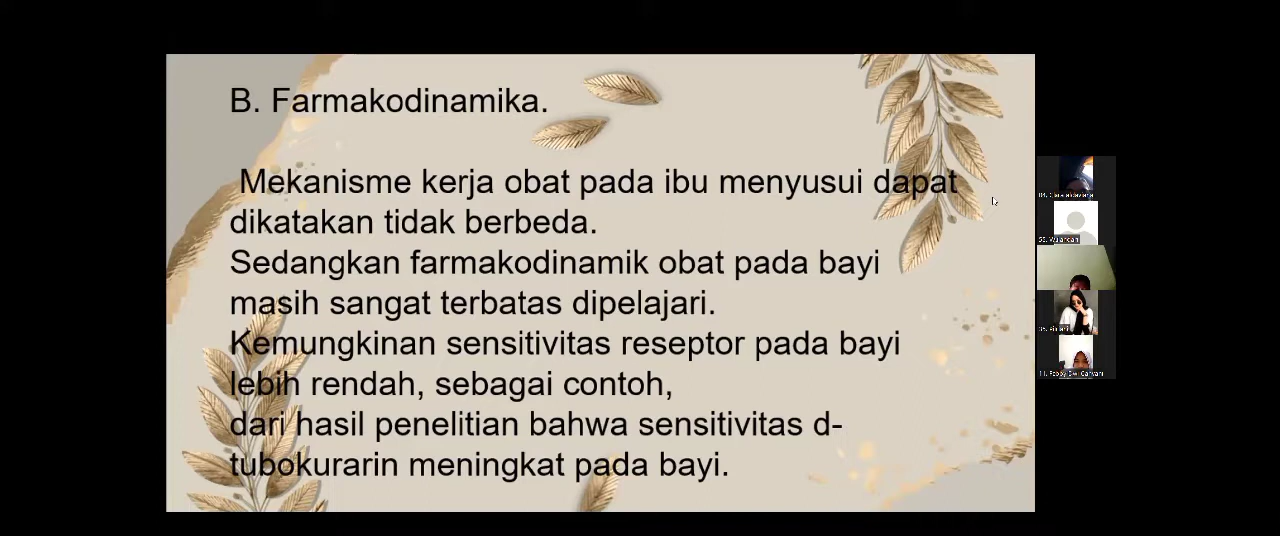 B. Farmakodinamika.
Mekanisme kerja obat pada ibu menyusui dapat
dikatakan tidak berbeda.
Sedangkan farmakodinamik obat pada bayi
masih sangat terbatas dipelajari.
Kemungkinan sensitivitas reseptor pada bayi
lebih rendah, sebagai contoh,
dari hasil penelitian bahwa sensitivitas d-
tubokurarin meningkat pada bayi.